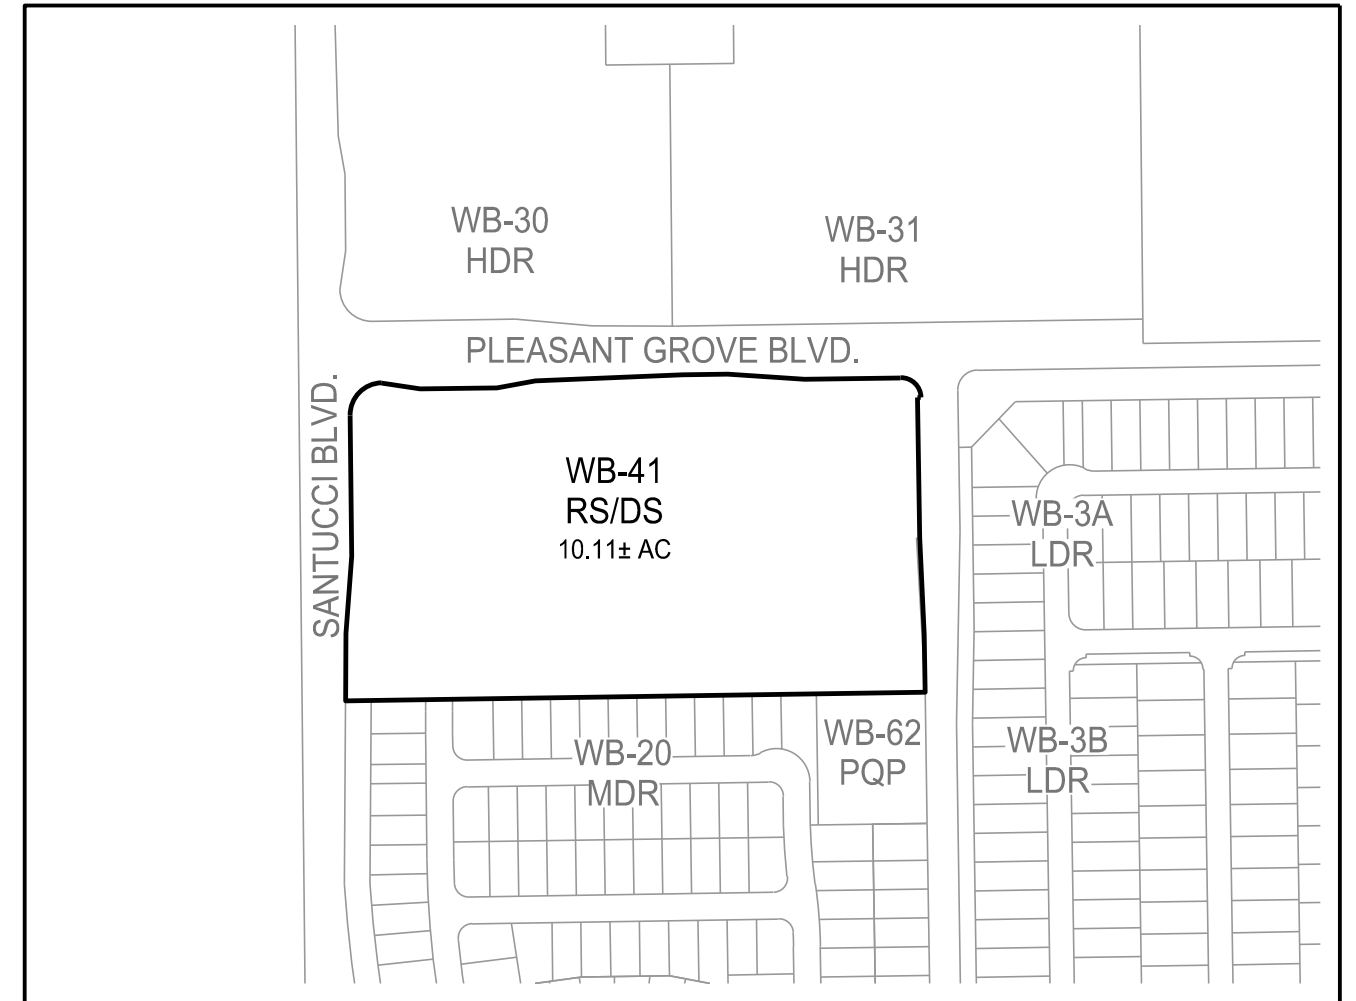 WB-30
HDR
WB-31
HDR
PLEASANT GROVE BLVD.
SANTUCCI BLVD.
WB-41
RS/DS
10.11± AC
WB-3A
LDR
WB-20
MDR
WB-62
PQP
WB-3B
LDR